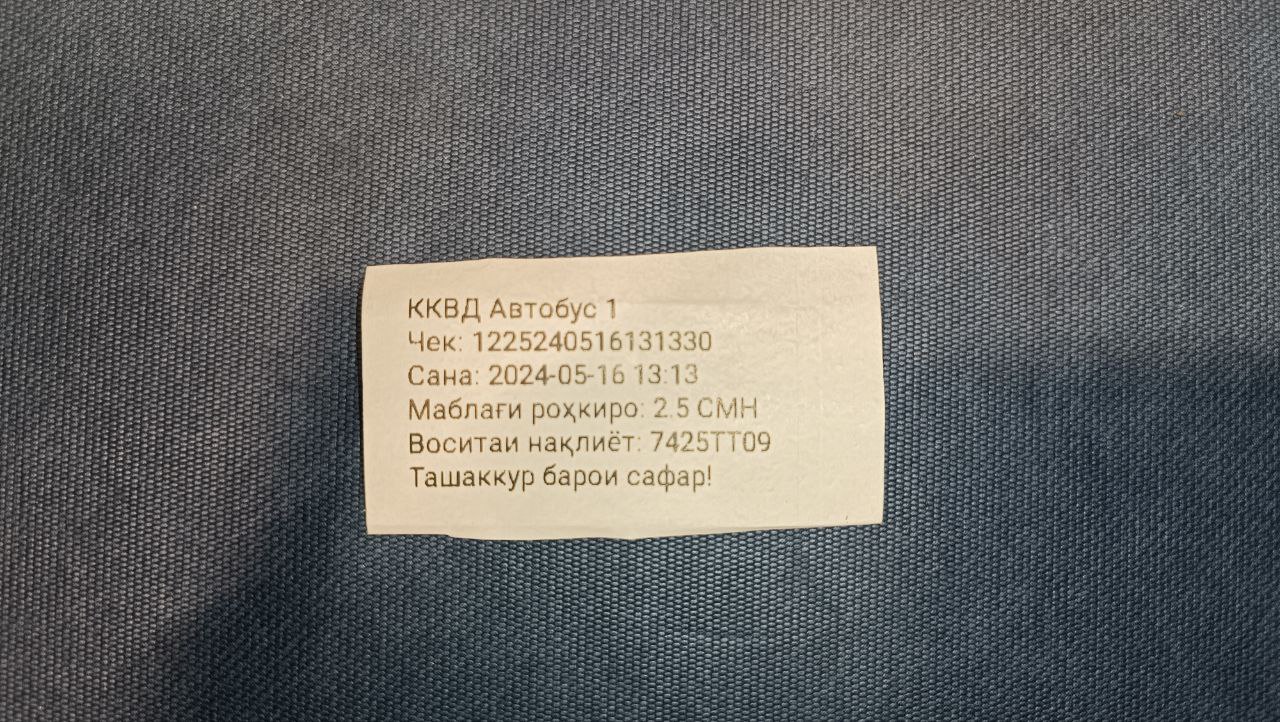 ККВД Автобус 1
Чек: 1225240516131330
Сана: 2024-05-16 13:13
Маблағи роҳкиро: 2.5 СМН
Воситаи нақлиёт: 7425TT09
Ташаккур барои сафар!